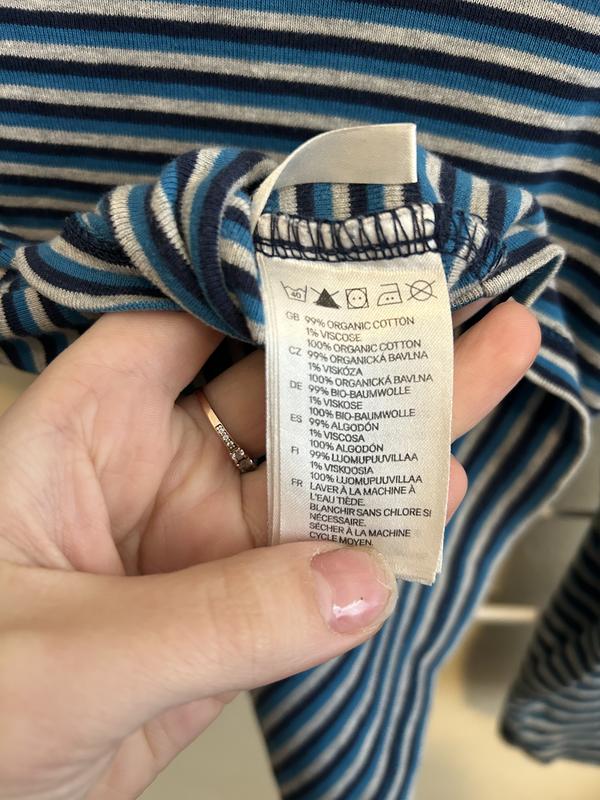 40
GB 99% ORGANIC COTTON
1% VISCOSE
100% ORGANIC COTTON
CZ 99% ORGANICKÁ BAVLNA
1% VISKÓZA
100% ORGANICKÁ BAVLNA
DE 99% BIO-BAUMWOLLE
1% VISKOSE
100% BIO-BAUMWOLLE
ES 99% ALGODÓN
1% VISCOSA
100% ALGODÓN
FI 99% LUOMUPUUVILLAA
1% VISKOOSIA
100% LUOMUPUUVILLAA
FR LAVER À LA MACHINE À
L'EAU TIÈDE.
BLANCHIR SANS CHLORE SI
NÉCESSAIRE.
SÉCHER À LA MACHINE
CYCLE MOYEN.